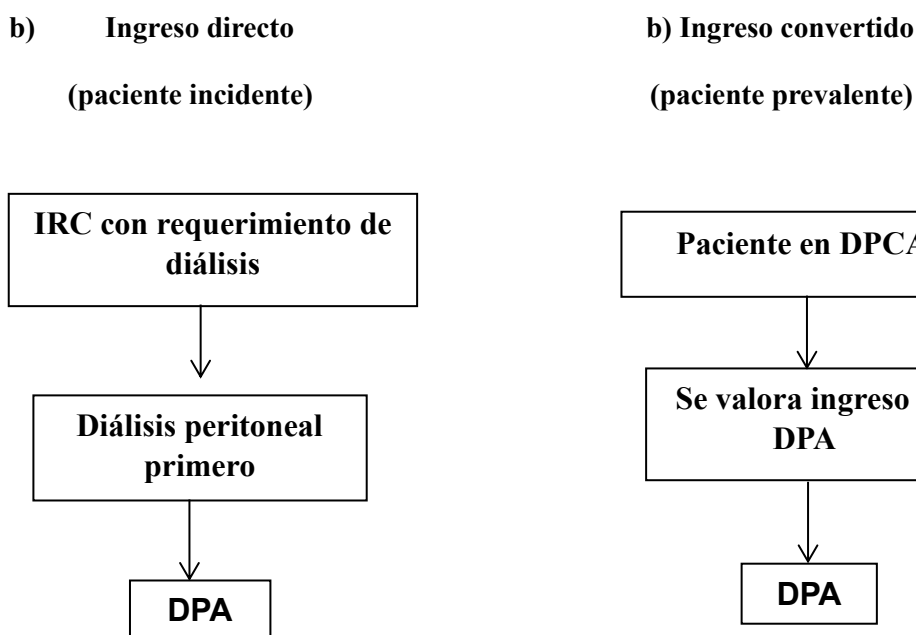 b) Ingreso directo
(paciente incidente)
IRC con requerimiento de
diálisis
Diálisis peritoneal
primero
DPA
b) Ingreso convertido
(paciente prevalente)
Paciente en DPCA
Se valora ingreso
DPA
DPA